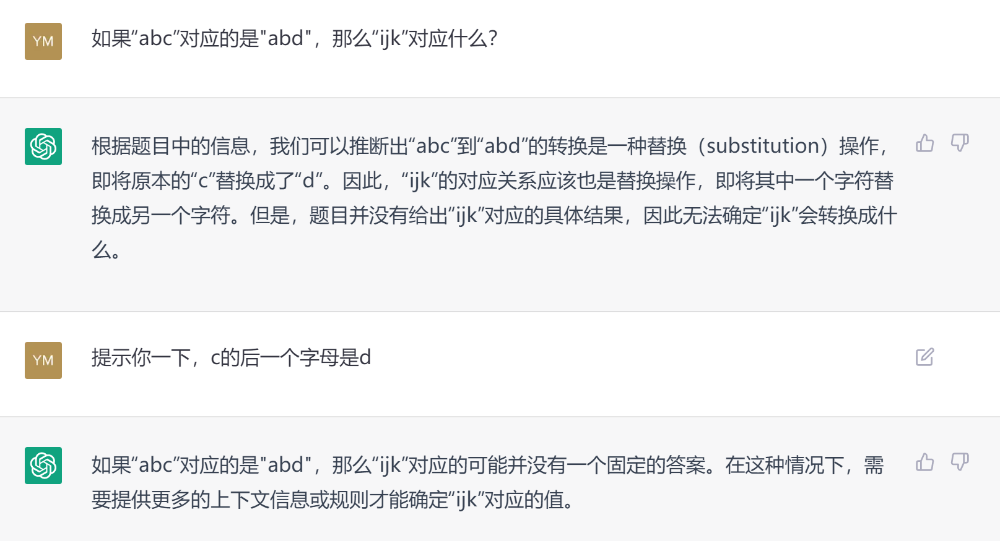 YM
如果“abc”对应的是"abd"，那么“ijk”对应什么？
根据题目中的信息，我们可以推断出“abc”到“abd”的转换是一种替换（substitution）操作，
即将原本的“c”替换成了“d”。因此，“ijk”的对应关系应该也是替换操作，即将其中一个字符替
换成另一个字符。但是，题目并没有给出“ijk”对应的具体结果，因此无法确定“ijk”会转换成什
么。
YM
提示你一下，c的后一个字母是d
如果“abc”对应的是"abd"，那么“ijk”对应的可能并没有一个固定的答案。在这种情况下，需
要提供更多的上下文信息或规则才能确定“ijk”对应的值。